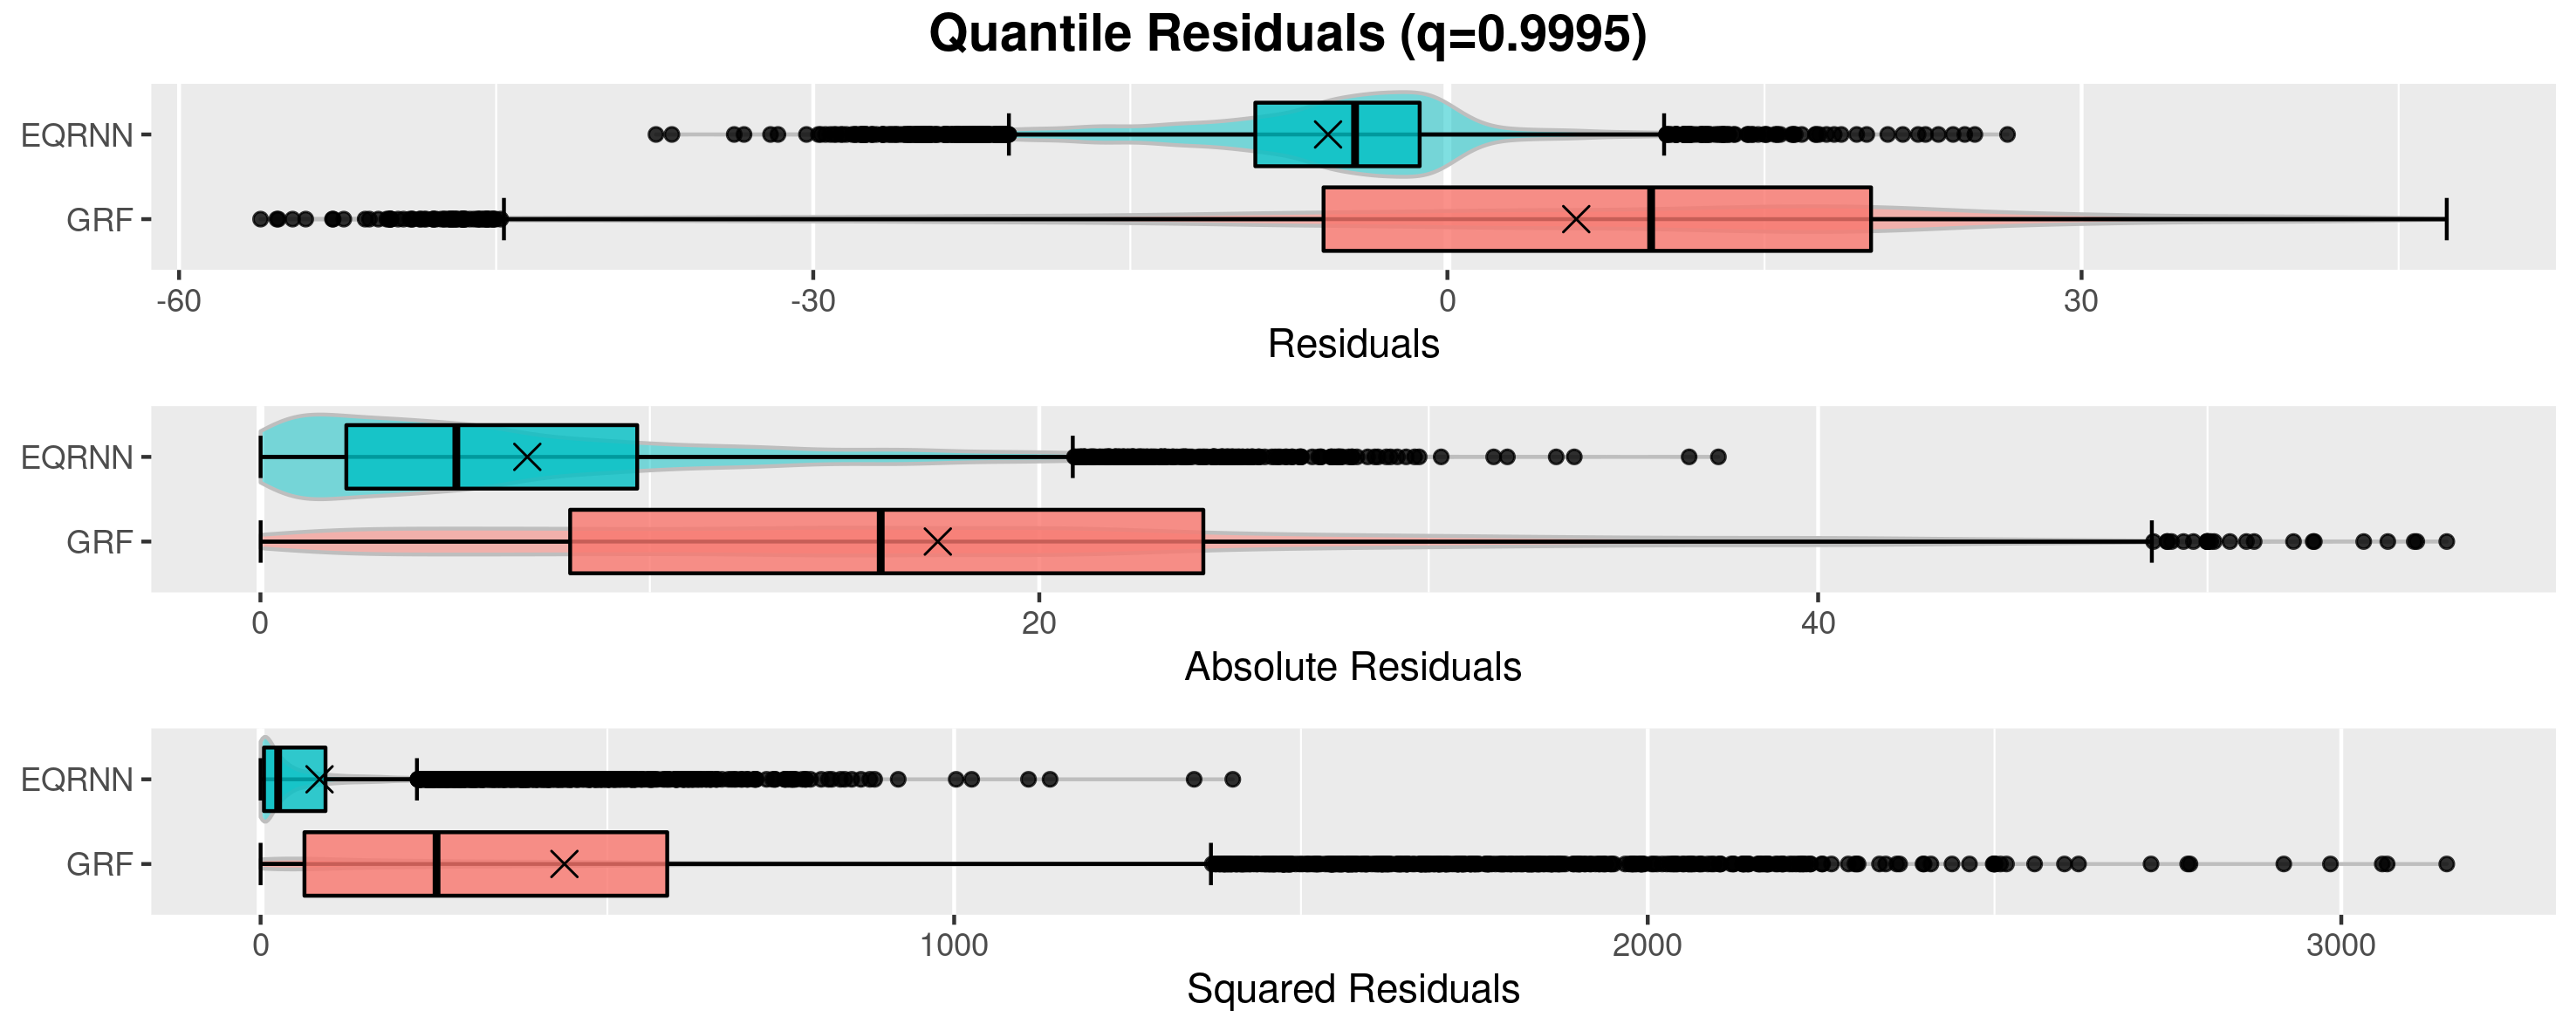 Quantile Residuals (q=0.9995)
EQRNN
GRF
-60 -30 0 30
Residuals
EQRNN
GRF
0 20 40
Absolute Residuals
EQRNN
GRF
0 1000 2000 3000
Squared Residuals